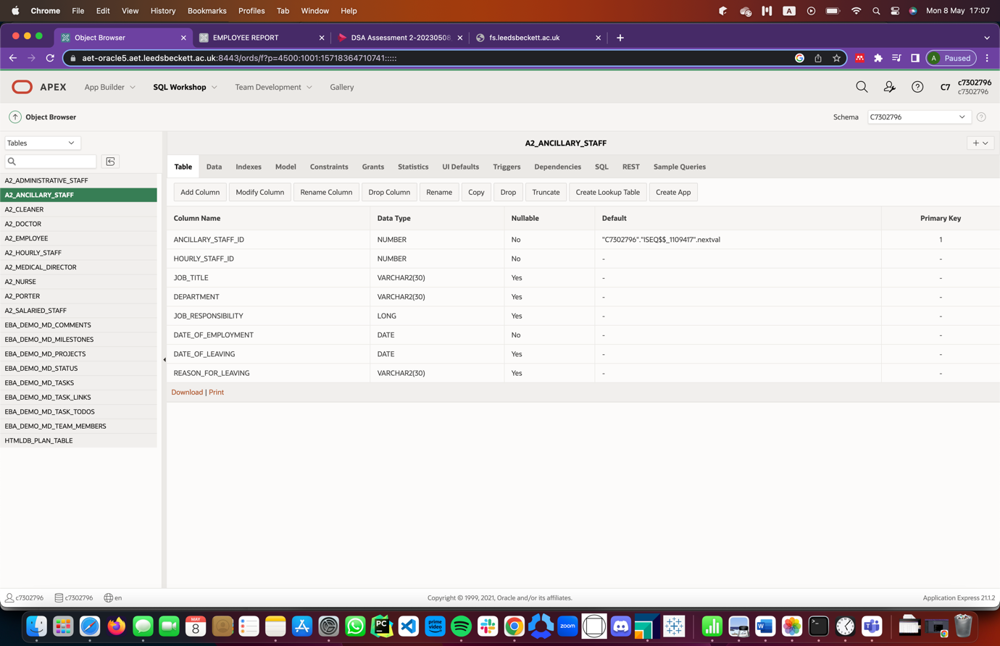 Chrome File Edit View History Bookmarks Profiles Tab Window Help A Mon 8 May 17:07
Object Browser EMPLOYEE REPORT DSA Assessment 2-20230508 fs.leedsbeckett.ac.uk
aet-oracle5.aet.leedsbeckett.ac.uk:8443/ords/f?p=4500:1001:15718364710741::::: A Paused
APEX App Builder SQL Workshop Team Development Gallery C7 c7302796
c7302796
Object Browser Schema C7302796
Tables A2_ANCILLARY_STAFF
Table Data Indexes Model Constraints Grants Statistics UI Defaults Triggers Dependencies SQL REST Sample Queries
Add Column Modify Column Rename Column Drop Column Rename Copy Drop Truncate Create Lookup Table Create App
A2_ADMINISTRATIVE_STAFF
A2_ANCILLARY_STAFF
A2_CLEANER
A2_DOCTOR
A2_EMPLOYEE
A2_HOURLY_STAFF
A2_MEDICAL_DIRECTOR
A2_NURSE
A2_PORTER
A2_SALARIED_STAFF
EBA_DEMO_MD_COMMENTS
EBA_DEMO_MD_MILESTONES
EBA_DEMO_MD_PROJECTS
EBA_DEMO_MD_STATUS
EBA_DEMO_MD_TASKS
EBA_DEMO_MD_TASK_LINKS
EBA_DEMO_MD_TASK_TODOS
EBA_DEMO_MD_TEAM_MEMBERS
HTMLDB_PLAN_TABLE
Column Name Data Type Nullable Default Primary Key
ANCILLARY_STAFF_ID NUMBER No "C7302796"."ISEQ$$_1109417".nextval 1
HOURLY_STAFF_ID NUMBER No - -
JOB_TITLE VARCHAR2(30) Yes - -
DEPARTMENT VARCHAR2(30) Yes - -
JOB_RESPONSIBILITY LONG Yes - -
DATE_OF_EMPLOYMENT DATE No - -
DATE_OF_LEAVING DATE Yes - -
REASON_FOR_LEAVING VARCHAR2(30) Yes - -
Download | Print
c7302796 c7302796 en Copyright © 1999, 2021, Oracle and/or its affiliates. Application Express 21.1.2
MAY
8
PC
prime video
zoom
W